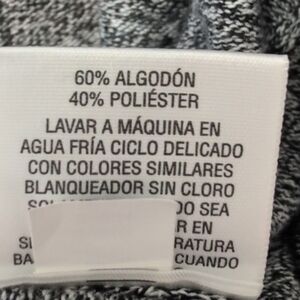 60% ALGODÓN
40% POLIÉSTER
LAVAR A MÁQUINA EN
AGUA FRÍA CICLO DELICADO
CON COLORES SIMILARES
BLANQUEADOR SIN CLORO
SEA
EN
CUANDO